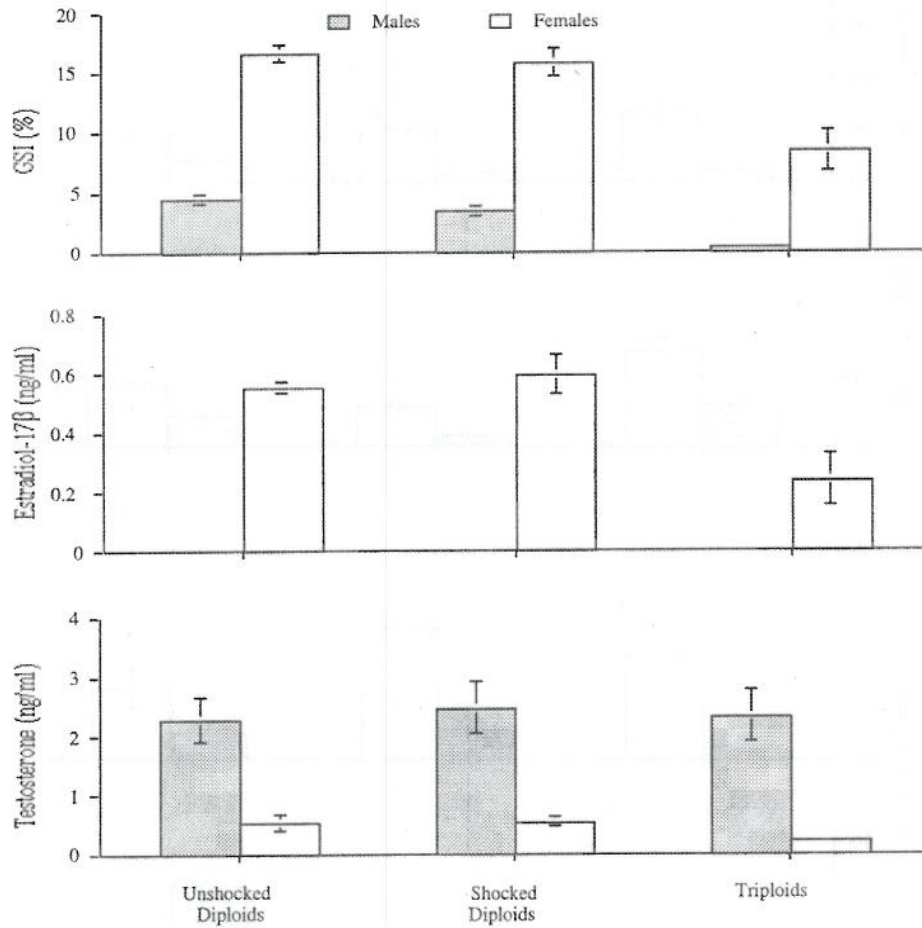 Males Females
GSI (%)
20
15
10
5
0
Estradiol-17β (ng/ml)
0.8
0.6
0.4
0.2
0
Testosterone (ng/ml)
4
3
2
1
0
Unshocked Diploids
Shocked Diploids
Triploids